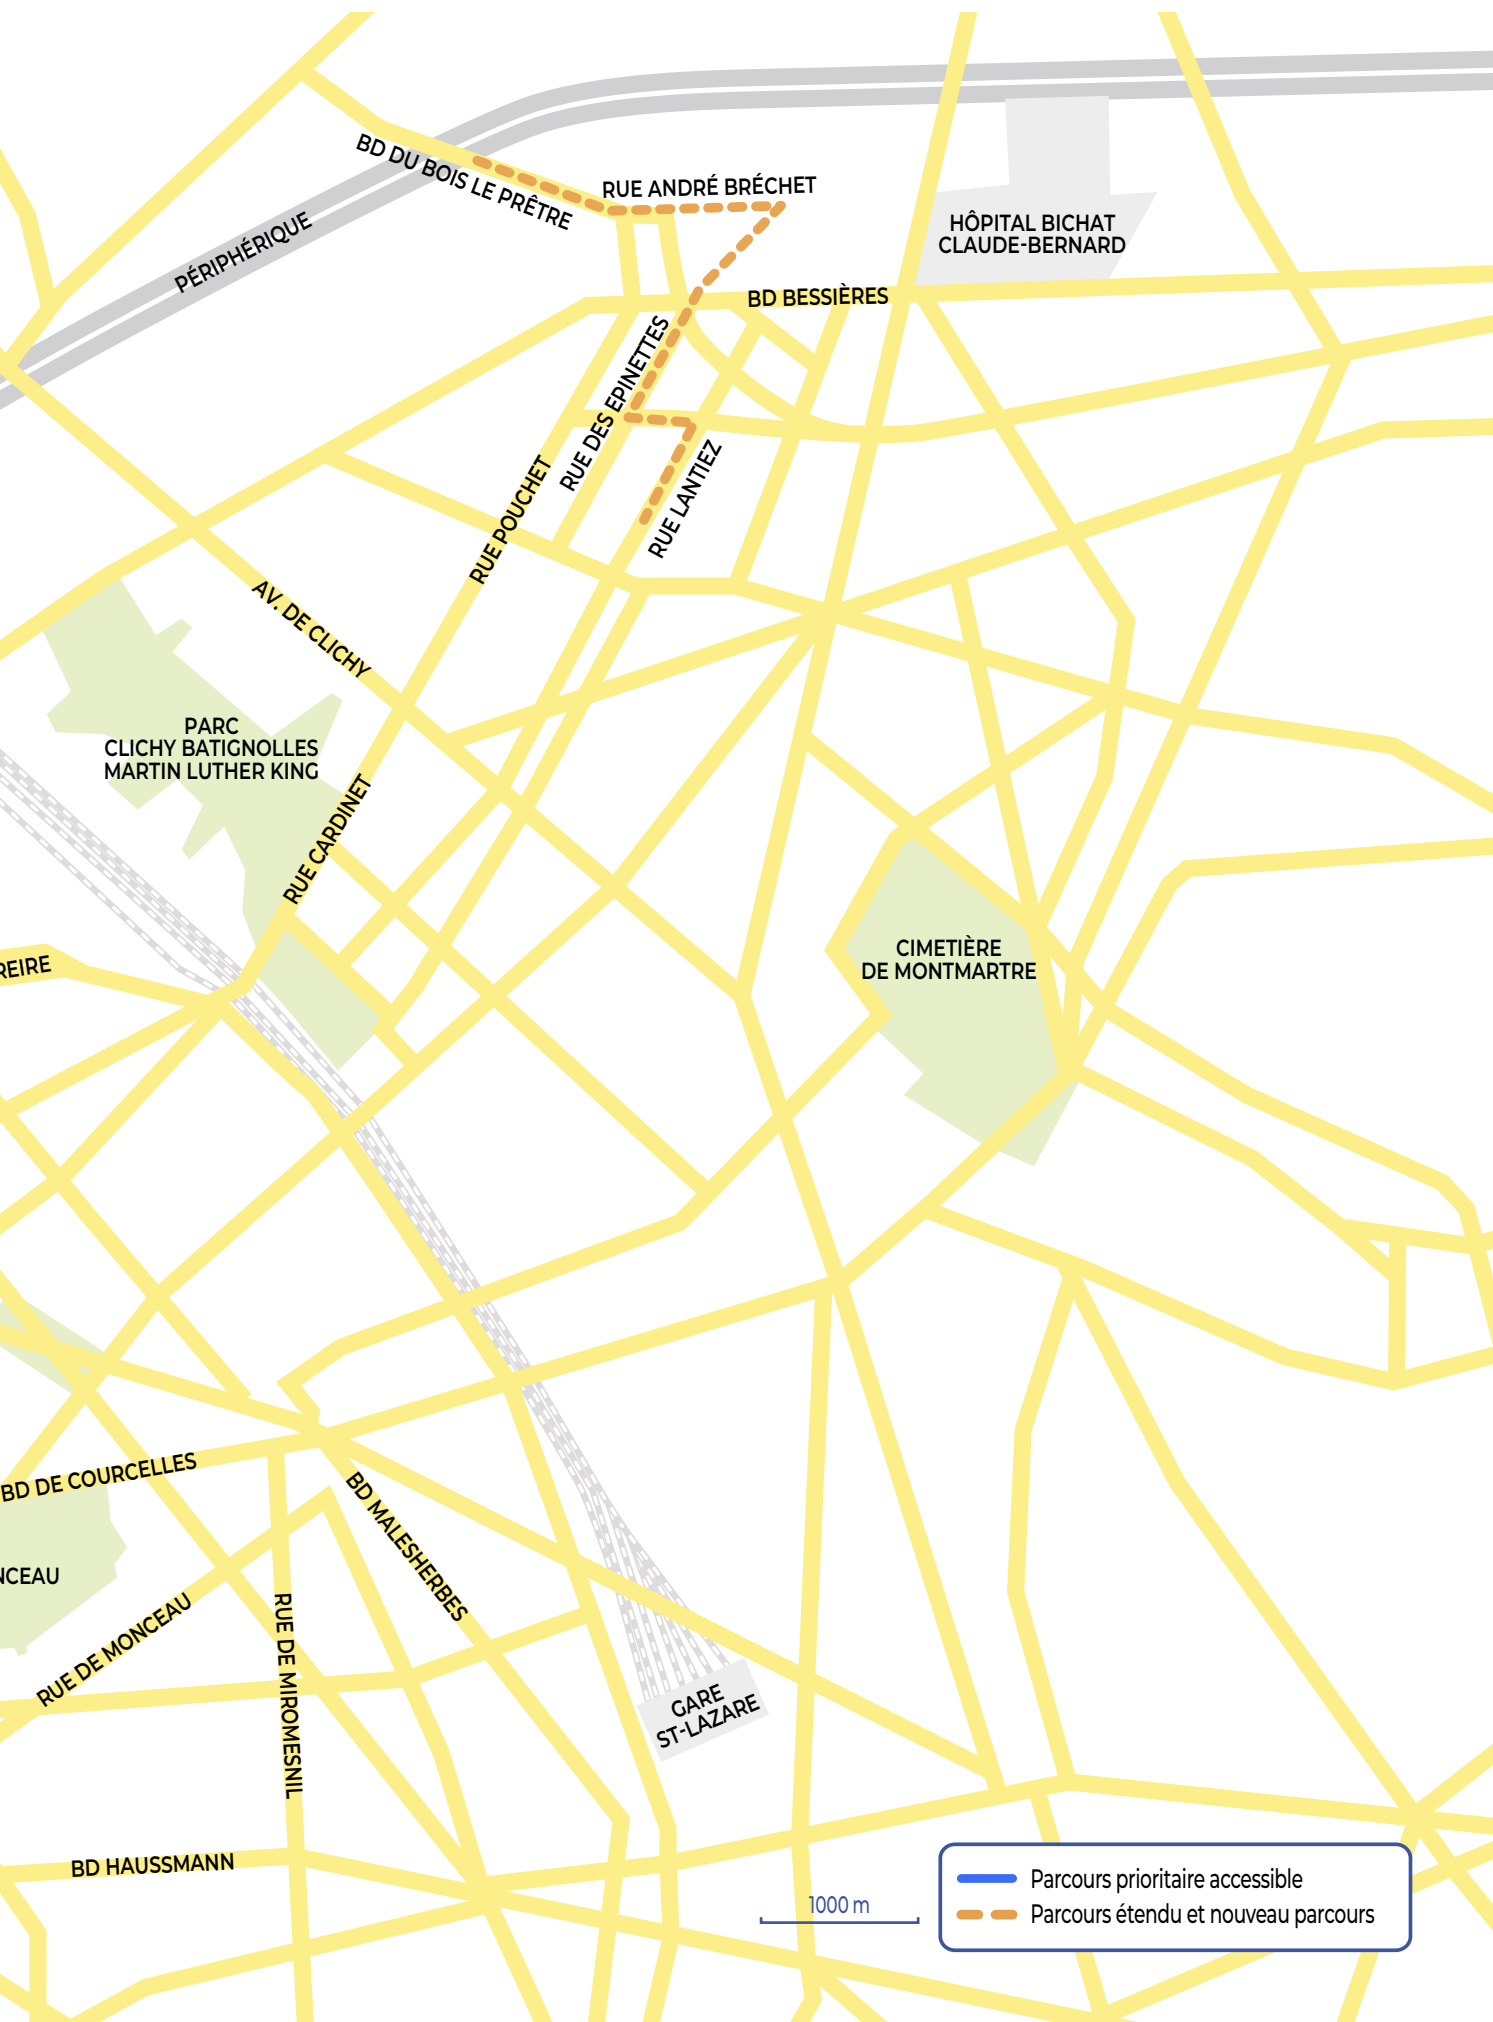 BD DU BOIS LE PRÊTRE
RUE ANDRÉ BRÉCHET
HÔPITAL BICHAT
CLAUDE-BERNARD
PÉRIPHÉRIQUE
BD BESSIÈRES
RUE DES EPINETTES
RUE LANTIEZ
RUE POUCHET
AV. DE CLICHY
PARC
CLICHY BATIGNOLLES
MARTIN LUTHER KING
RUE CARDINET
CIMETIÈRE
DE MONTMARTRE
REIRE
BD DE COURCELLES
BD MALESHERBES
NCEAU
RUE DE MONCEAU
RUE DE MIROMESNIL
GARE
ST-LAZARE
BD HAUSSMANN
1000 m
Parcours prioritaire accessible
Parcours étendu et nouveau parcours